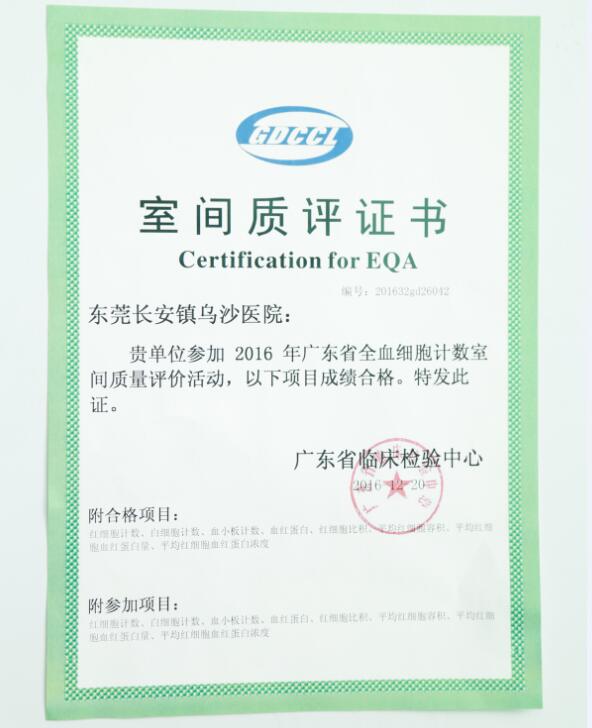 GDCCL
室间质评证书
Certification for EQA
编号：201632gd26042
东莞长安镇乌沙医院：
贵单位参加 2016 年广东省全血细胞计数室
间质量评价活动，以下项目成绩合格。特发此
证。
广东省临床检验中心
2016 12 20
附合格项目：
红细胞计数、白细胞计数、血小板计数、血红蛋白、红细胞比积、平均红细胞容积、平均红细
胞血红蛋白量、平均红细胞血红蛋白浓度
附参加项目：
红细胞计数、白细胞计数、血小板计数、血红蛋白、红细胞比积、平均红细胞容积、平均红细
胞血红蛋白量、平均红细胞血红蛋白浓度